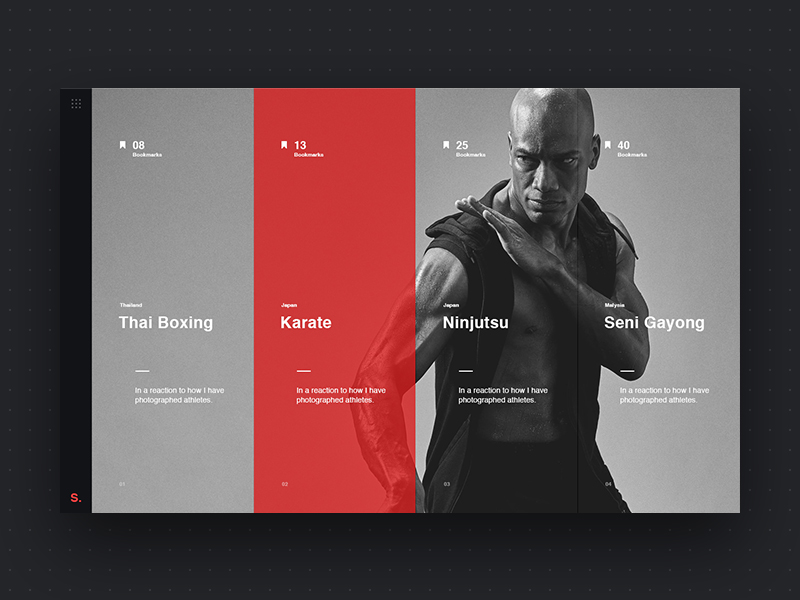 08
Bookmarks
Thailand
Thai Boxing
In a reaction to how I have
photographed athletes.
01
13
Bookmarks
Japan
Karate
In a reaction to how I have
photographed athletes.
02
25
Bookmarks
Japan
Ninjutsu
In a reaction to how I have
photographed athletes.
03
40
Bookmarks
Malysia
Seni Gayong
In a reaction to how I have
photographed athletes.
04
S.